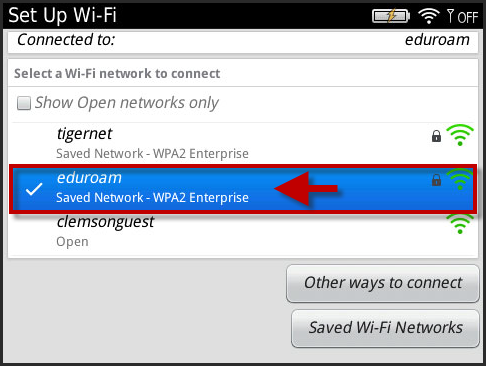 Set Up Wi-Fi OFF
Connected to: eduroam
Select a Wi-Fi network to connect
Show Open networks only
tigernet
Saved Network - WPA2 Enterprise
eduroam
Saved Network - WPA2 Enterprise
clemsonguest
Open
Other ways to connect
Saved Wi-Fi Networks